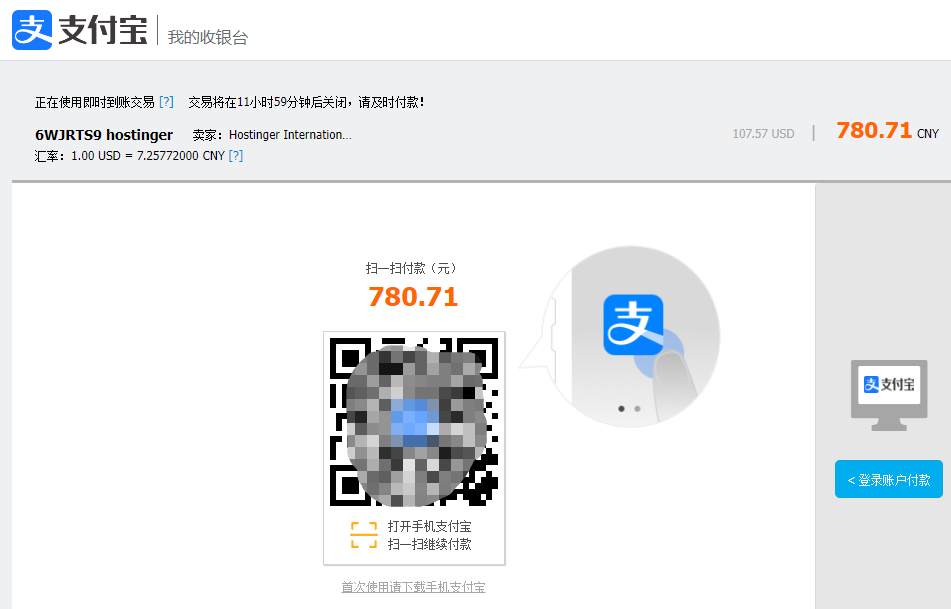 支 支付宝 我的收银台
正在使用即时到账交易 [?] 交易将在11小时59分钟后关闭，请及时付款！
6WJRTS9 hostinger 卖家：Hostinger Internation... 107.57 USD | 780.71 CNY
汇率：1.00 USD = 7.25772000 CNY [?]
扫一扫付款（元）
780.71
支
支 支付宝
打开手机支付宝
扫一扫继续付款
< 登录账户付款
首次使用请下载手机支付宝